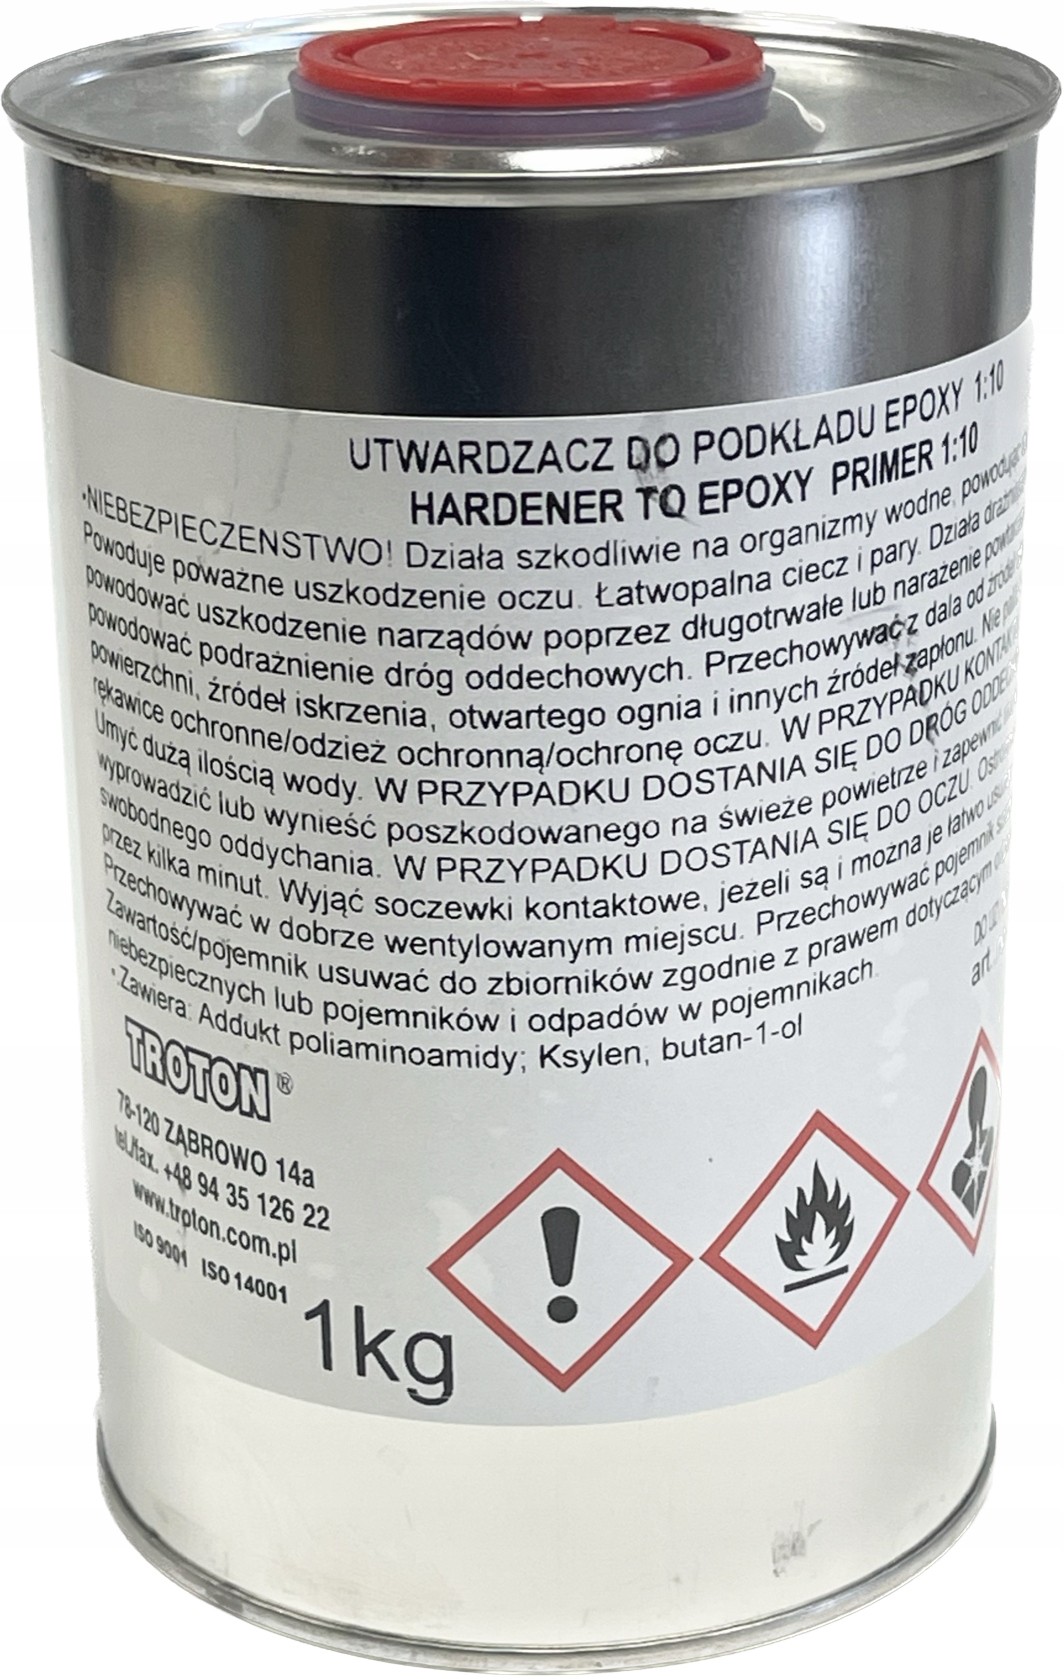 UTWARDZACZ DO PODKŁADU EPOXY 1:10
HARDENER TO EPOXY PRIMER 1:10
•NIEBEZPIECZENSTWO! Działa szkodliwie na organizmy wodne, powodując
Powoduje poważne uszkodzenie oczu. Łatwopalna ciecz i pary. Działa drażniąco
powodować uszkodzenie narządów poprzez długotrwałe lub narażenie
powodować podrażnienie dróg oddechowych. Przechowywać z dala od źródeł
powierzchni, źródeł iskrzenia, otwartego ognia i innych źródeł zapłonu. Nie
rękawice ochronne/odzież ochronną/ochronę oczu. W PRZYPADKU KONTAKTU
Umyć dużą ilością wody. W PRZYPADKU DOSTANIA SIĘ DO DRÓG
wyprowadzić lub wynieść poszkodowanego na świeże powietrze i zapewnić
swobodnego oddychania. W PRZYPADKU DOSTANIA SIĘ DO OCZU.
przez kilka minut. Wyjąć soczewki kontaktowe, jeżeli są i można je łatwo
Przechowywać w dobrze wentylowanym miejscu. Przechowywać pojemnik
Zawartość/pojemnik usuwać do zbiorników zgodnie z prawem dotyczącym
niebezpiecznych lub pojemników i odpadów w pojemnikach.
•Zawiera: Addukt poliaminoamidy; Ksylen; butan-1-ol
DO
art.
TROTON®
78-120 ZĄBROWO 14a
tel./fax. +48 94 35 126 22
www.troton.com.pl
ISO 9001 ISO 14001
1kg